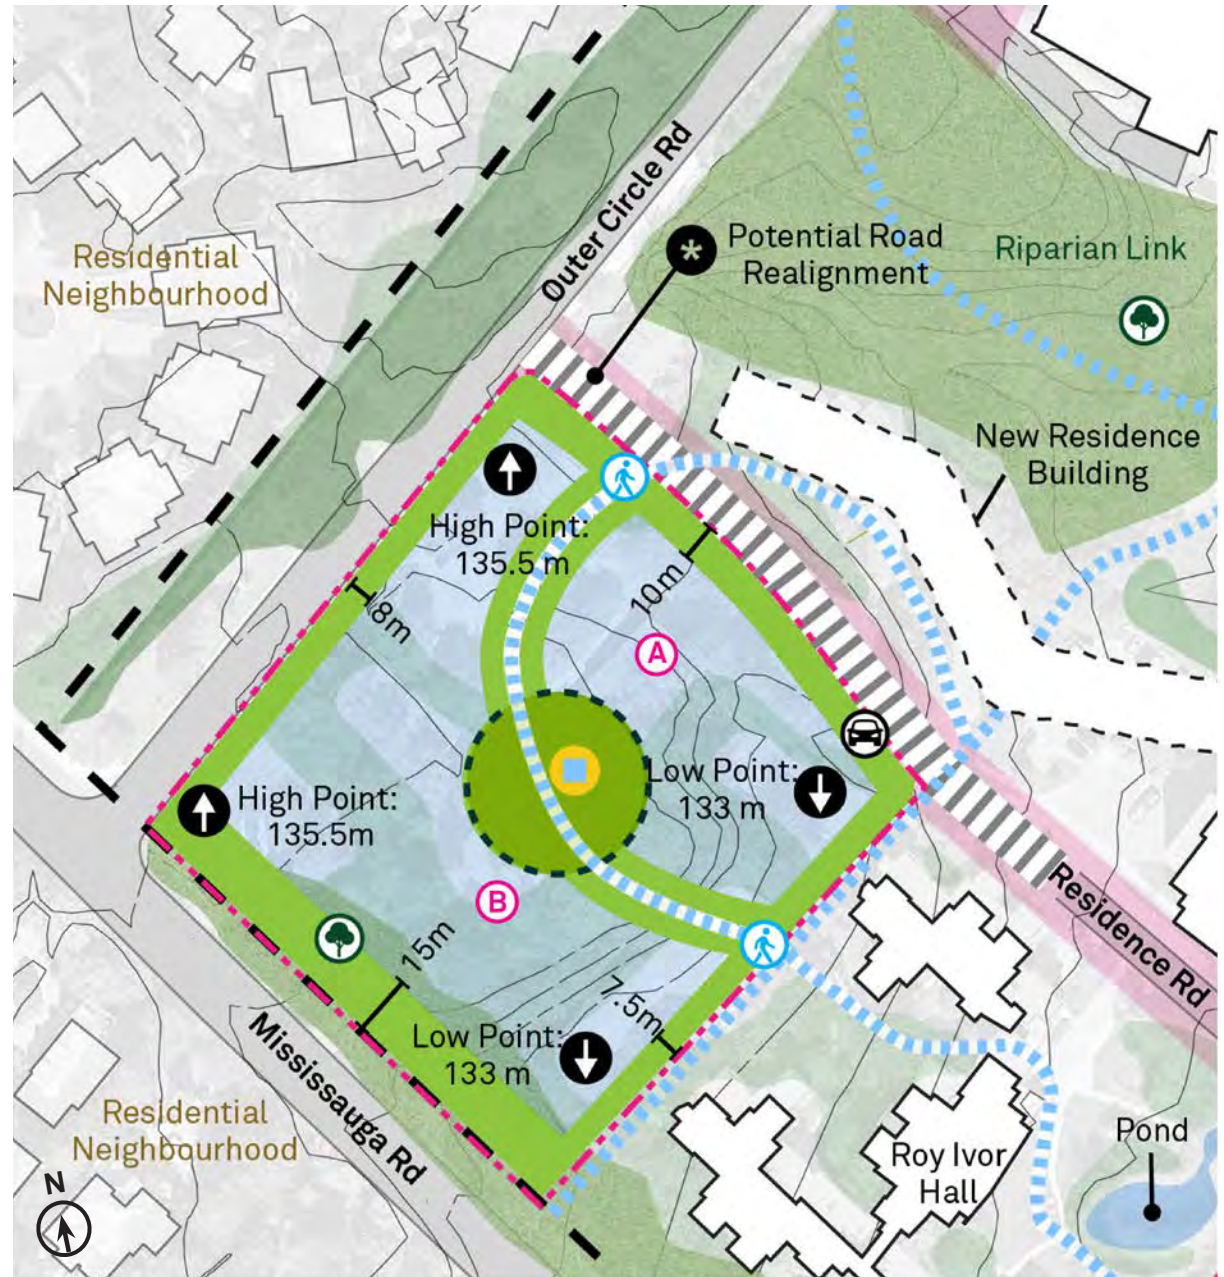 Outer Circle Rd
Potential Road
Realignment
Riparian Link
Residential
Neighbourhood
New Residence
Building
High Point:
135.5 m
10m
8m
A
Low Point:
133 m
High Point:
135.5m
B
15m
7.5m
Residence Rd
Low Point:
133 m
Mississauga Rd
Residential
Neighbourhood
Roy Ivor
Hall
Pond
N